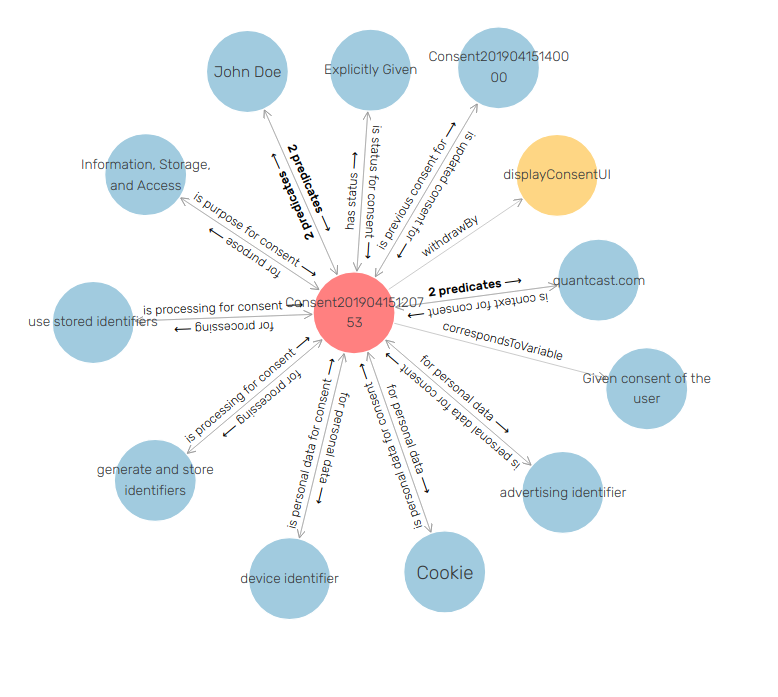 John Doe
Explicitly Given
Consent201904151400
00
Information, Storage,
and Access
displayConsentUI
2 predicates ⟶
2 predicates ⟶
has status ⟶
is status for consent ⟶
is previous consent for ⟶
is updated consent for ⟶
withdrawBy
is purpose for consent ⟶
for purpose ⟶
quantcast.com
2 predicates ⟶
is context for consent ⟶
Consent201904151207
53
use stored identifiers
is processing for consent ⟶
for processing ⟶
correspondsToVariable
Given consent of the
user
is processing for consent ⟶
for processing ⟶
is personal data for consent ⟶
for personal data ⟶
for personal data ⟶
is personal data for consent ⟶
for personal data ⟶
is personal data for consent ⟶
generate and store
identifiers
advertising identifier
device identifier
Cookie